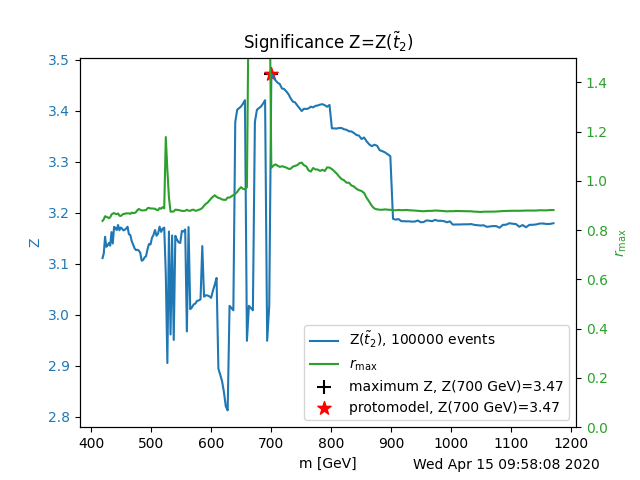 Significance Z=Z(t̃₂)
3.5
3.4
3.3
3.2
3.1
3.0
2.9
2.8
Z
1.4
1.2
1.0
0.8
0.6
0.4
0.2
0.0
r_max
Z(t̃₂), 100000 events
r_max
maximum Z, Z(700 GeV)=3.47
protomodel, Z(700 GeV)=3.47
400 500 600 700 800 900 1000 1100 1200
m [GeV]
Wed Apr 15 09:58:08 2020